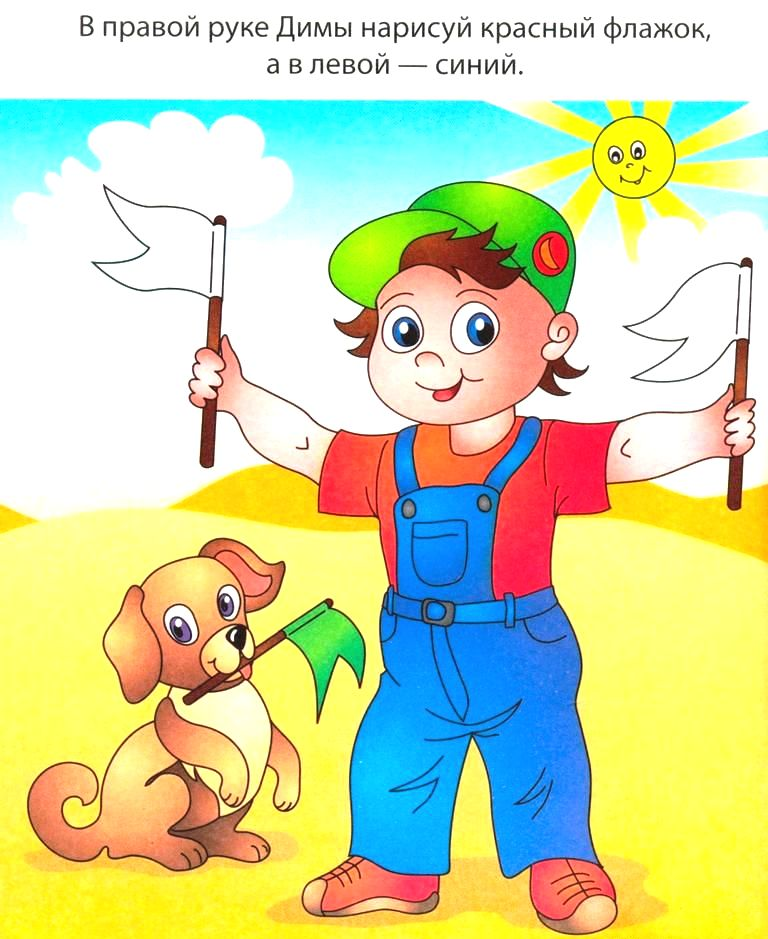 В правой руке Димы нарисуй красный флажок,
а в левой — синий.